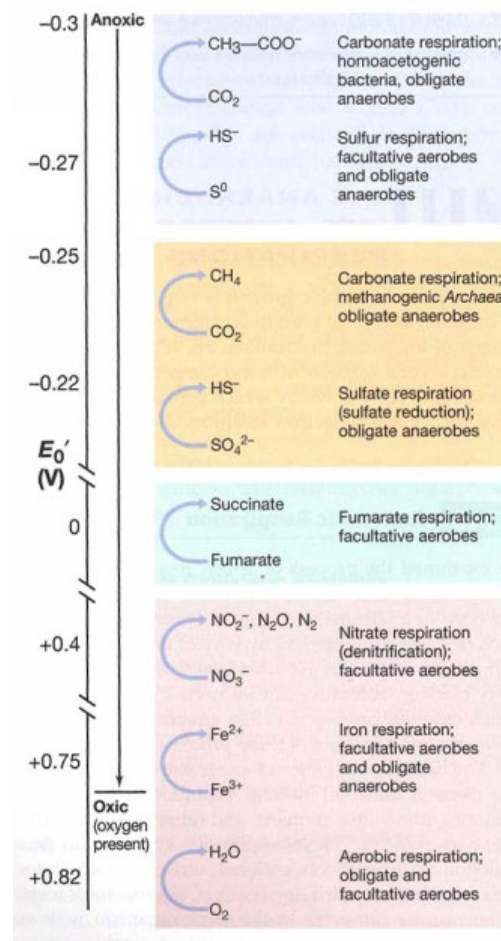 −0.3
Anoxic
CH3—COO⁻
CO₂
Carbonate respiration;
homoacetogenic
bacteria, obligate
anaerobes
−0.27
HS⁻
S⁰
Sulfur respiration;
facultative aerobes
and obligate
anaerobes
−0.25
CH₄
CO₂
Carbonate respiration;
methanogenic Archaea
obligate anaerobes
−0.22
HS⁻
SO₄²⁻
Sulfate respiration
(sulfate reduction);
obligate anaerobes
E₀′
(V)
0
Succinate
Fumarate
Fumarate respiration;
facultative aerobes
+0.4
NO₂⁻, N₂O, N₂
NO₃⁻
Nitrate respiration
(denitrification);
facultative aerobes
+0.75
Fe²⁺
Fe³⁺
Iron respiration;
facultative aerobes
and obligate
anaerobes
Oxic
(oxygen
present)
+0.82
H₂O
O₂
Aerobic respiration;
obligate and
facultative aerobes